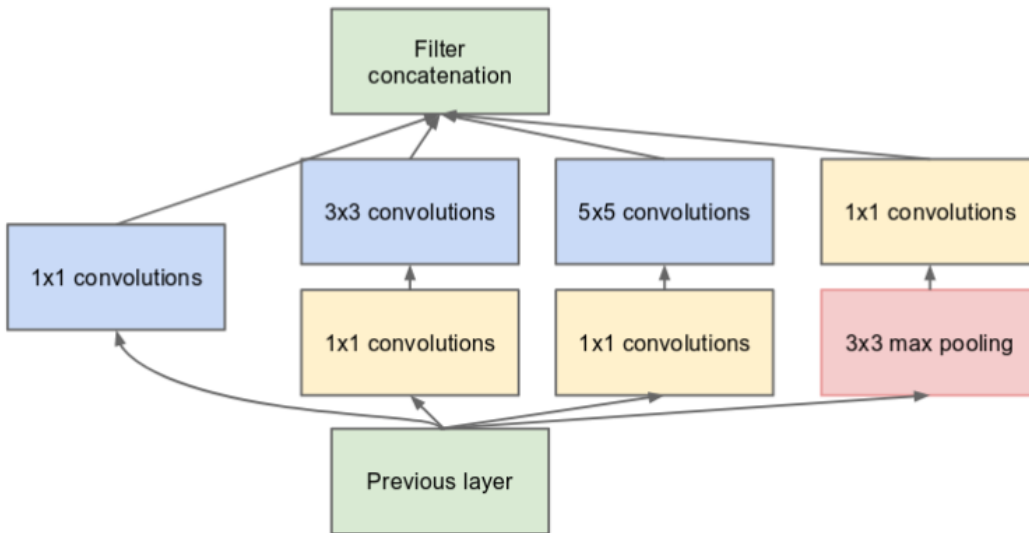 Filter
concatenation
3x3 convolutions
5x5 convolutions
1x1 convolutions
1x1 convolutions
1x1 convolutions
1x1 convolutions
3x3 max pooling
Previous layer